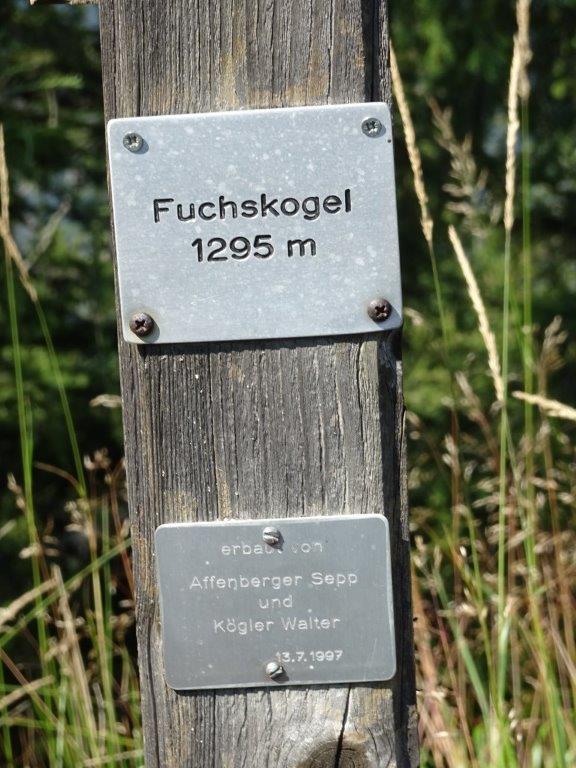 Fuchskogel
1295 m
erbaut von
Affenberger Sepp
und
Kögler Walter
13.7.1997